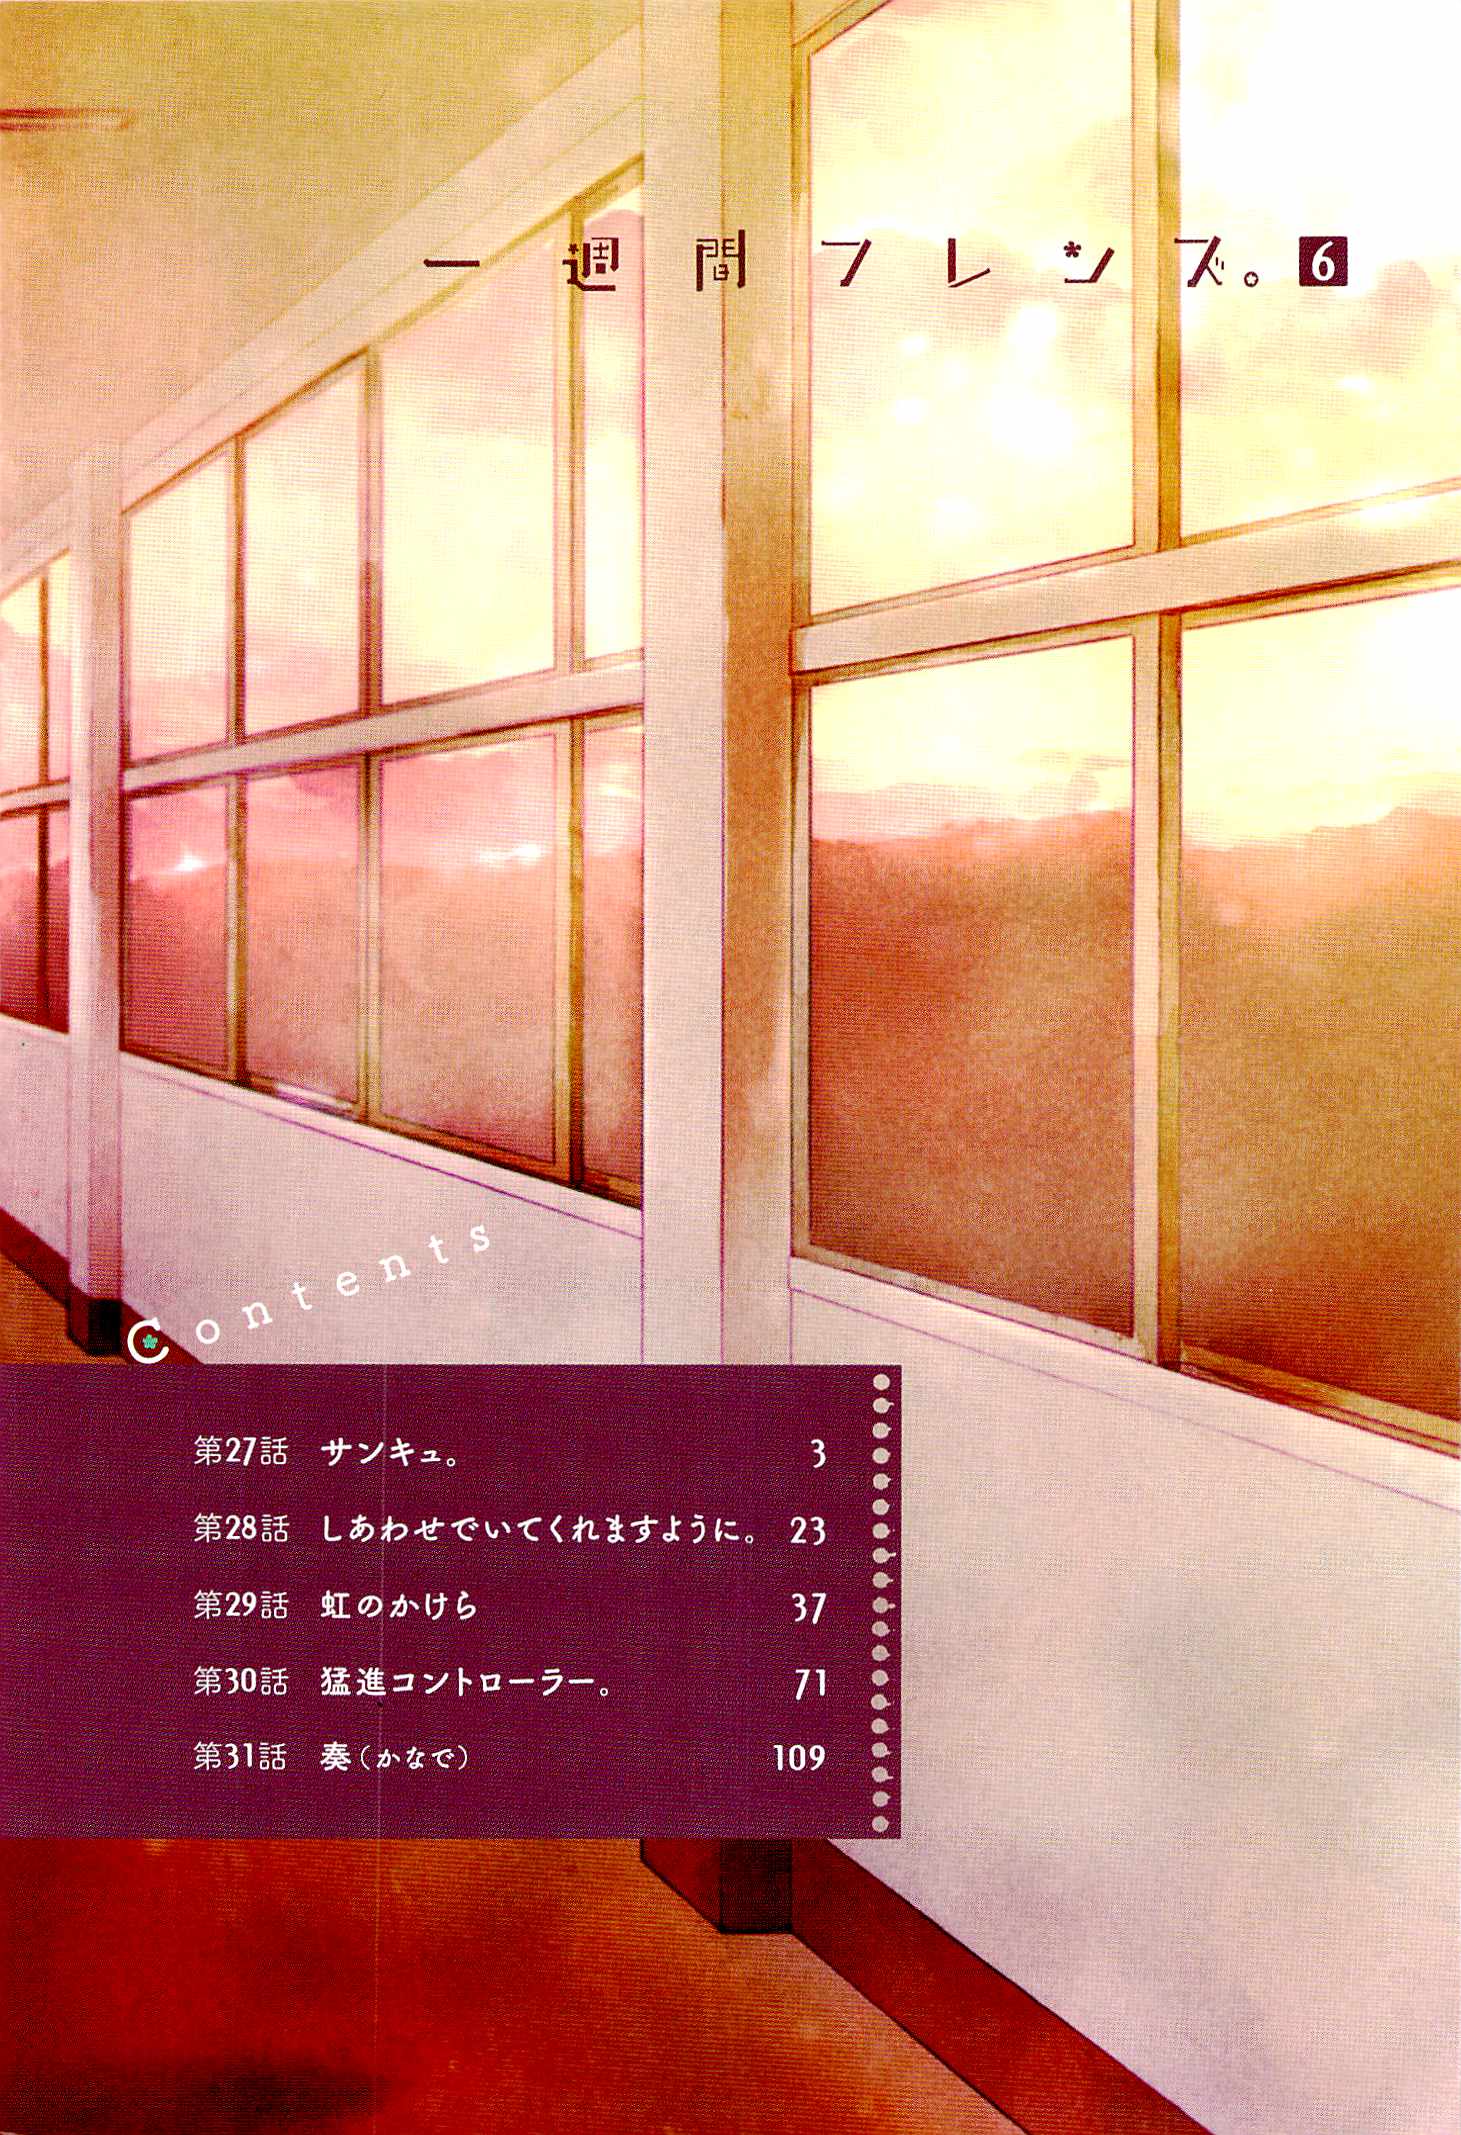 一週間フレンズ。6
Contents
第27話 サンキュ。 3
第28話 しあわせでいてくれますように。 23
第29話 虹のかけら 37
第30話 猛進コントローラー。 71
第31話 奏（かなで） 109